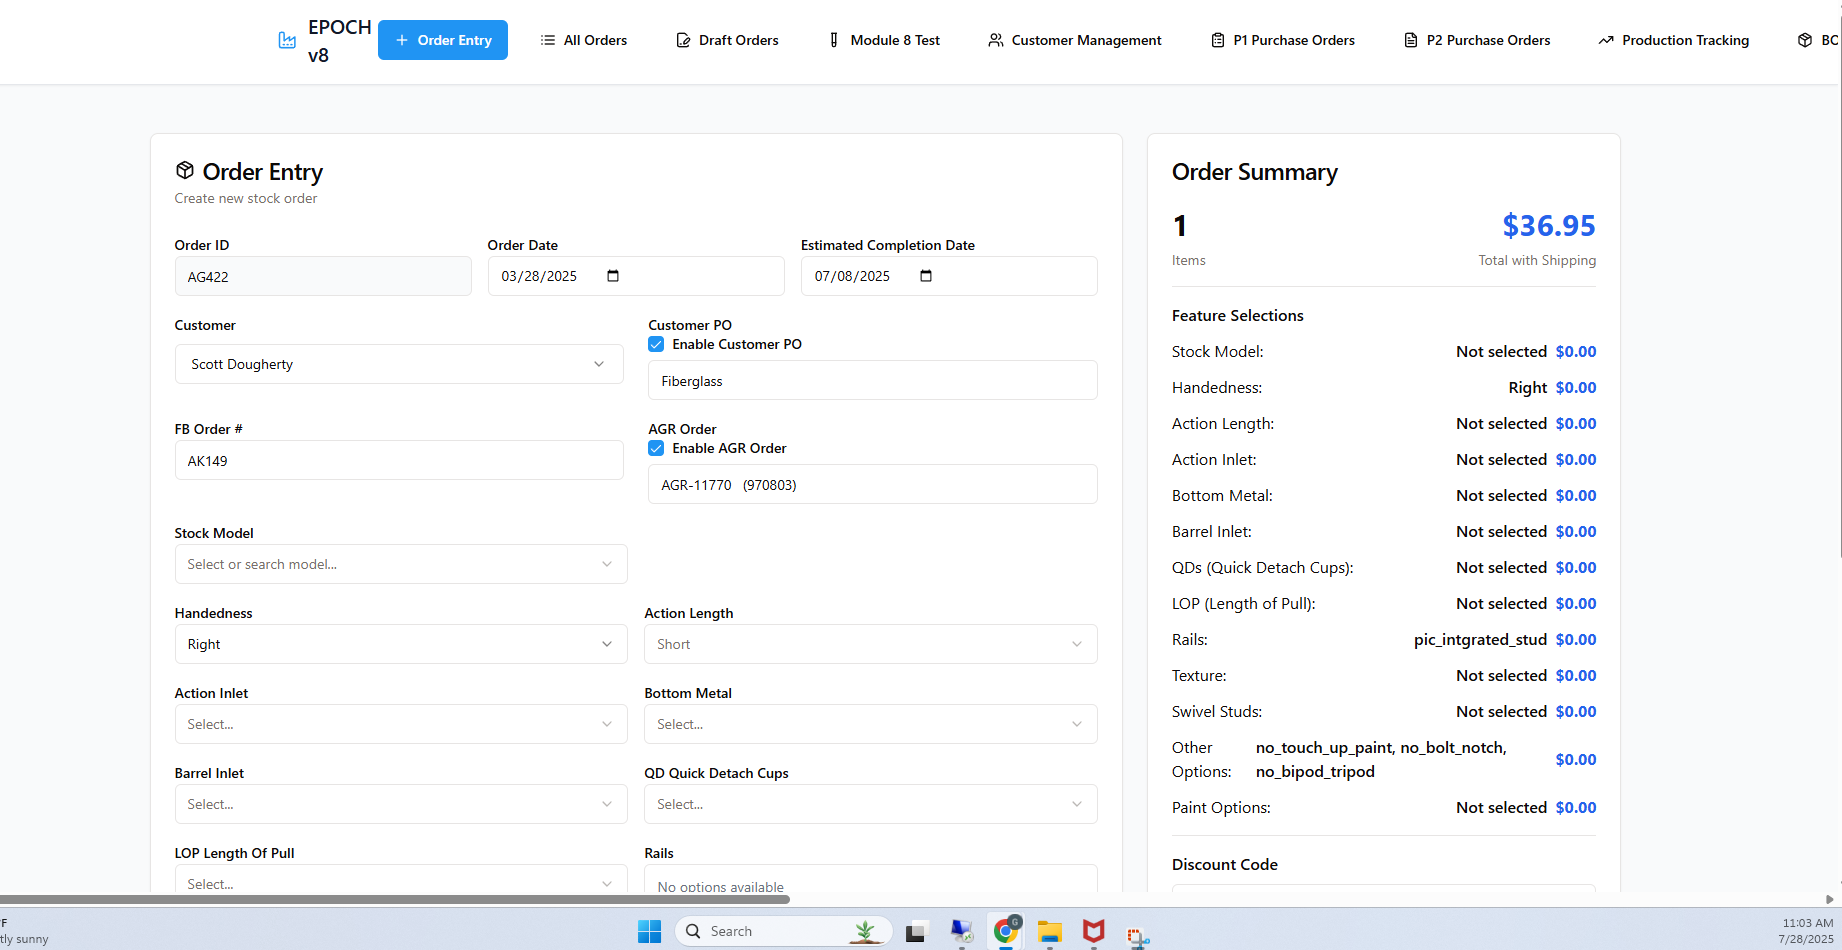 EPOCH
v8
Order Entry
All Orders
Draft Orders
Module 8 Test
Customer Management
P1 Purchase Orders
P2 Purchase Orders
Production Tracking
BO
Order Entry
Create new stock order
Order ID
AG422
Order Date
03/28/2025
Estimated Completion Date
07/08/2025
Customer
Scott Dougherty
Customer PO
Enable Customer PO
Fiberglass
FB Order #
AK149
AGR Order
Enable AGR Order
AGR-11770 (970803)
Stock Model
Select or search model...
Handedness
Right
Action Length
Short
Action Inlet
Select...
Bottom Metal
Select...
Barrel Inlet
Select...
QD Quick Detach Cups
Select...
LOP Length Of Pull
Select...
Rails
No options available
Order Summary
1 $36.95
Items Total with Shipping
Feature Selections
Stock Model: Not selected $0.00
Handedness: Right $0.00
Action Length: Not selected $0.00
Action Inlet: Not selected $0.00
Bottom Metal: Not selected $0.00
Barrel Inlet: Not selected $0.00
QDs (Quick Detach Cups): Not selected $0.00
LOP (Length of Pull): Not selected $0.00
Rails: pic_intgrated_stud $0.00
Texture: Not selected $0.00
Swivel Studs: Not selected $0.00
Other Options: no_touch_up_paint, no_bolt_notch, no_bipod_tripod $0.00
Paint Options: Not selected $0.00
Discount Code
°F
tly sunny
Search
G
11:03 AM
7/28/2025